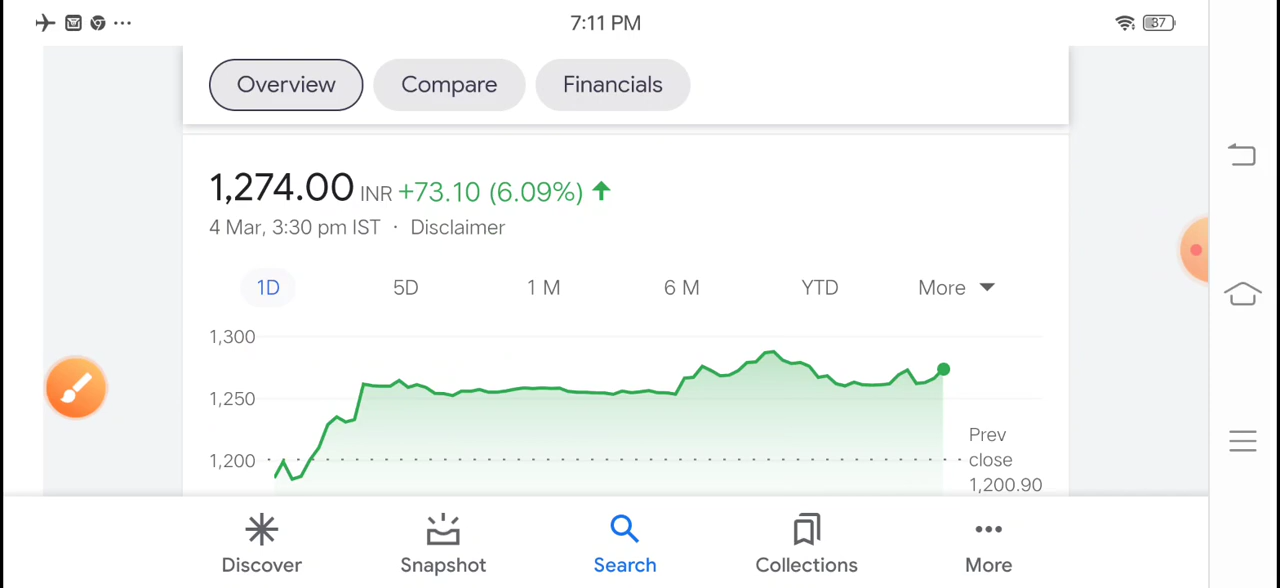 7:11 PM
37
Overview Compare Financials
1,274.00 INR +73.10 (6.09%)
4 Mar, 3:30 pm IST · Disclaimer
1D 5D 1 M 6 M YTD More
1,300
1,250
1,200
Prev
close
1,200.90
Discover Snapshot Search Collections More